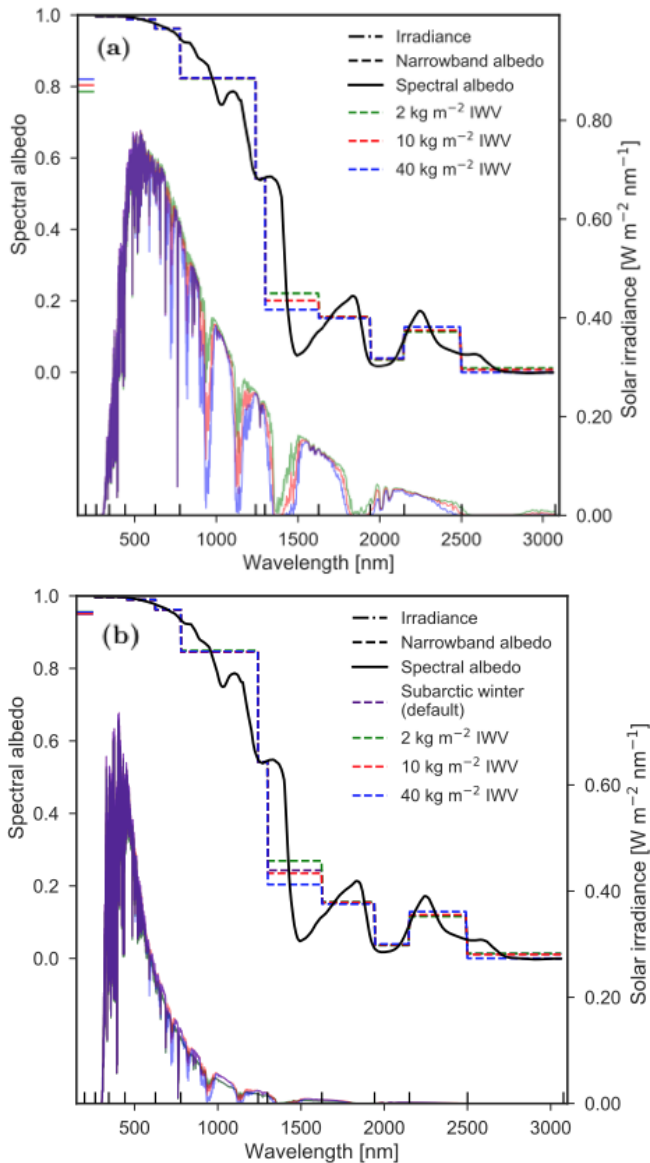 (a)
Irradiance
Narrowband albedo
Spectral albedo
2 kg m⁻² IWV
10 kg m⁻² IWV
40 kg m⁻² IWV
1.0
0.8
0.6
0.4
0.2
0.0
Spectral albedo
0.80
0.60
0.40
0.20
0.00
Solar irradiance [W m⁻² nm⁻¹]
500 1000 1500 2000 2500 3000
Wavelength [nm]
(b)
Irradiance
Narrowband albedo
Spectral albedo
Subarctic winter
(default)
2 kg m⁻² IWV
10 kg m⁻² IWV
40 kg m⁻² IWV
1.0
0.8
0.6
0.4
0.2
0.0
Spectral albedo
0.60
0.40
0.20
0.00
Solar irradiance [W m⁻² nm⁻¹]
500 1000 1500 2000 2500 3000
Wavelength [nm]